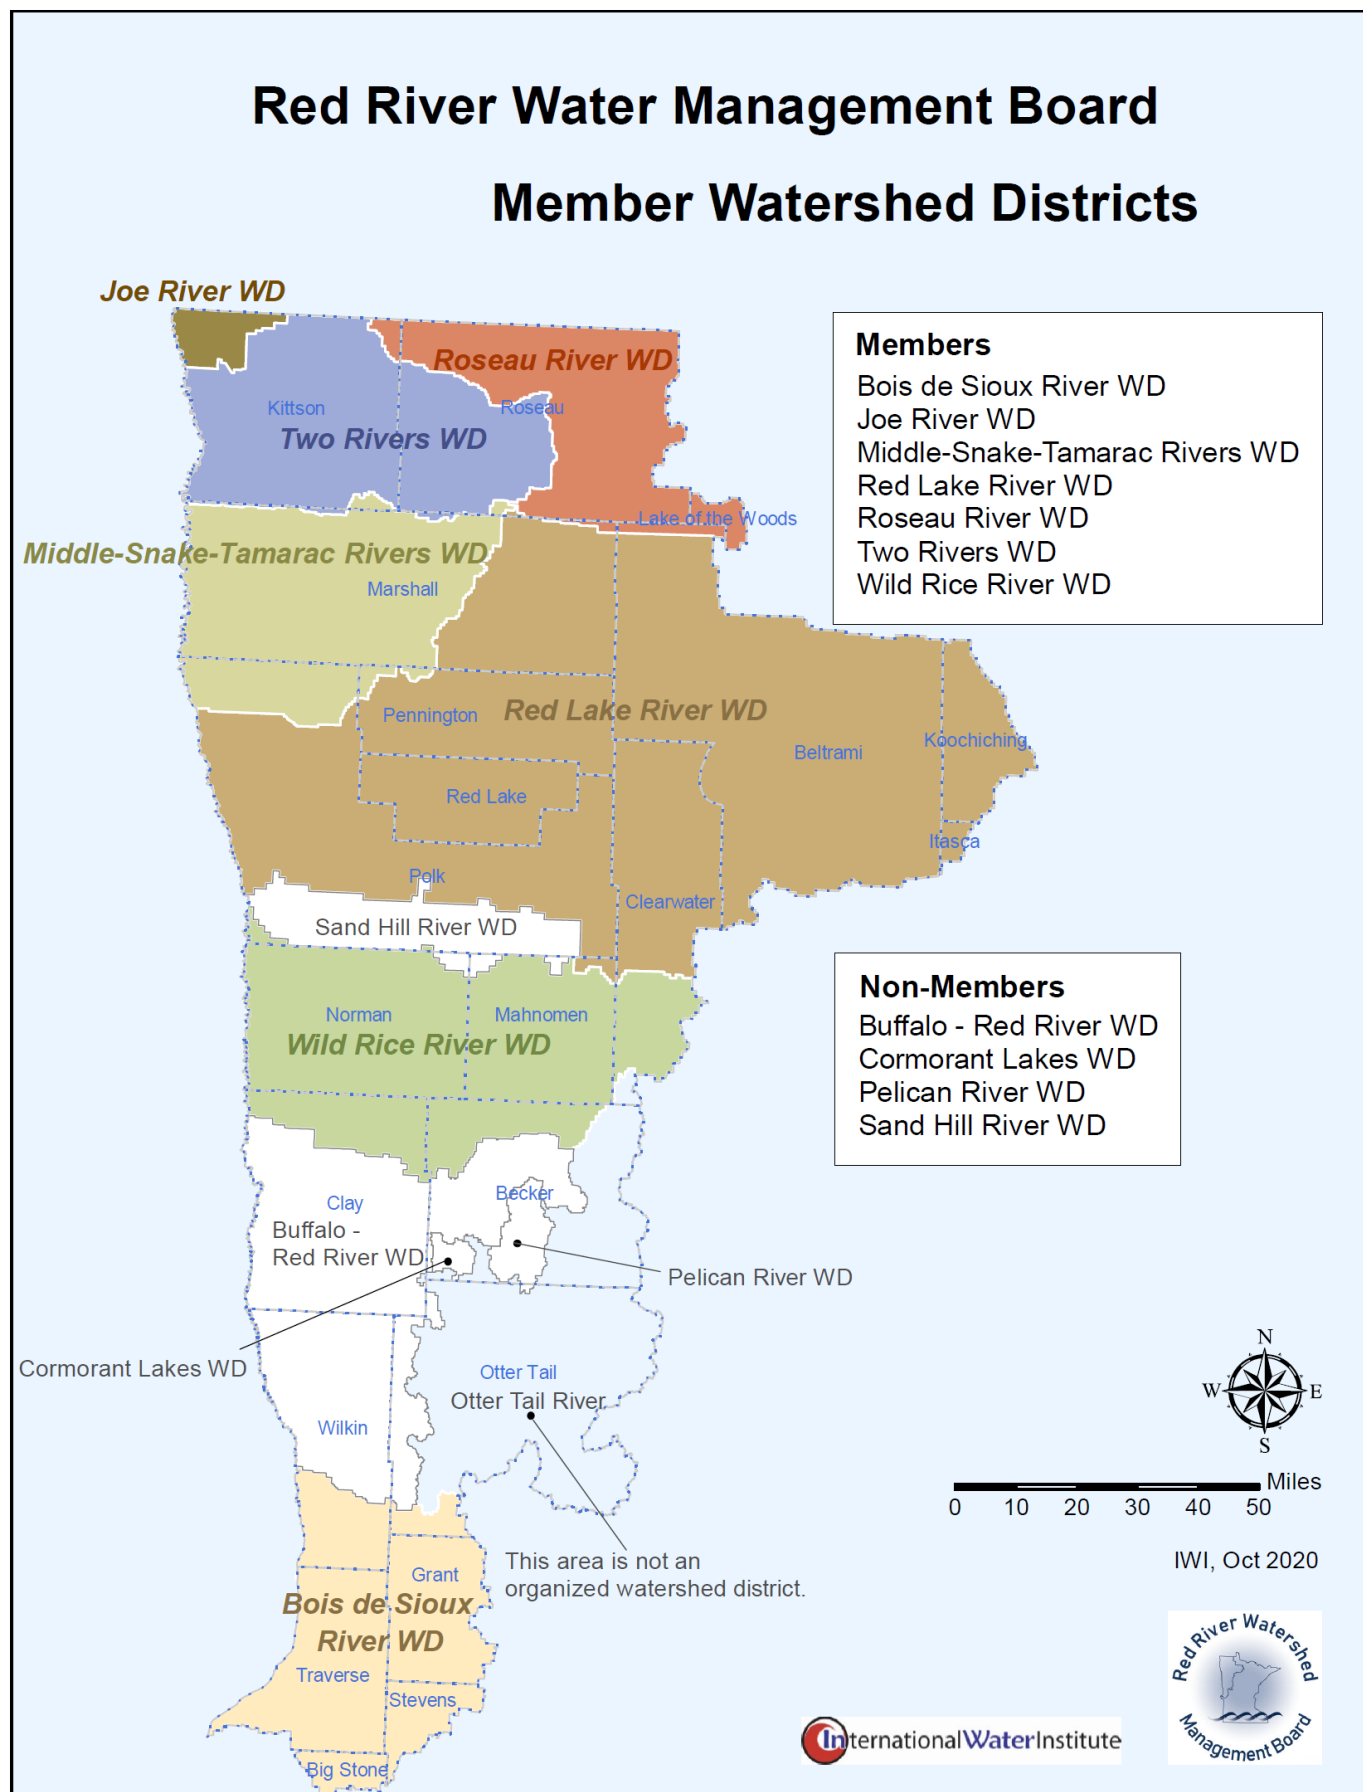 Red River Water Management Board
Member Watershed Districts
Joe River WD
Roseau River WD
Kittson
Roseau
Two Rivers WD
Lake of the Woods
Middle-Snake-Tamarac Rivers WD
Marshall
Red Lake River WD
Pennington
Koochiching
Beltrami
Red Lake
Itasca
Polk
Clearwater
Sand Hill River WD
Norman
Mahnomen
Wild Rice River WD
Becker
Clay
Buffalo -
Red River WD
Pelican River WD
Cormorant Lakes WD
Otter Tail
Otter Tail River
Wilkin
This area is not an
organized watershed district.
Grant
Bois de Sioux
River WD
Traverse
Stevens
Big Stone
Members
Bois de Sioux River WD
Joe River WD
Middle-Snake-Tamarac Rivers WD
Red Lake River WD
Roseau River WD
Two Rivers WD
Wild Rice River WD
Non-Members
Buffalo - Red River WD
Cormorant Lakes WD
Pelican River WD
Sand Hill River WD
N
W E
S
Miles
0 10 20 30 40 50
IWI, Oct 2020
InternationalWaterInstitute
Red River Watershed
Management Board